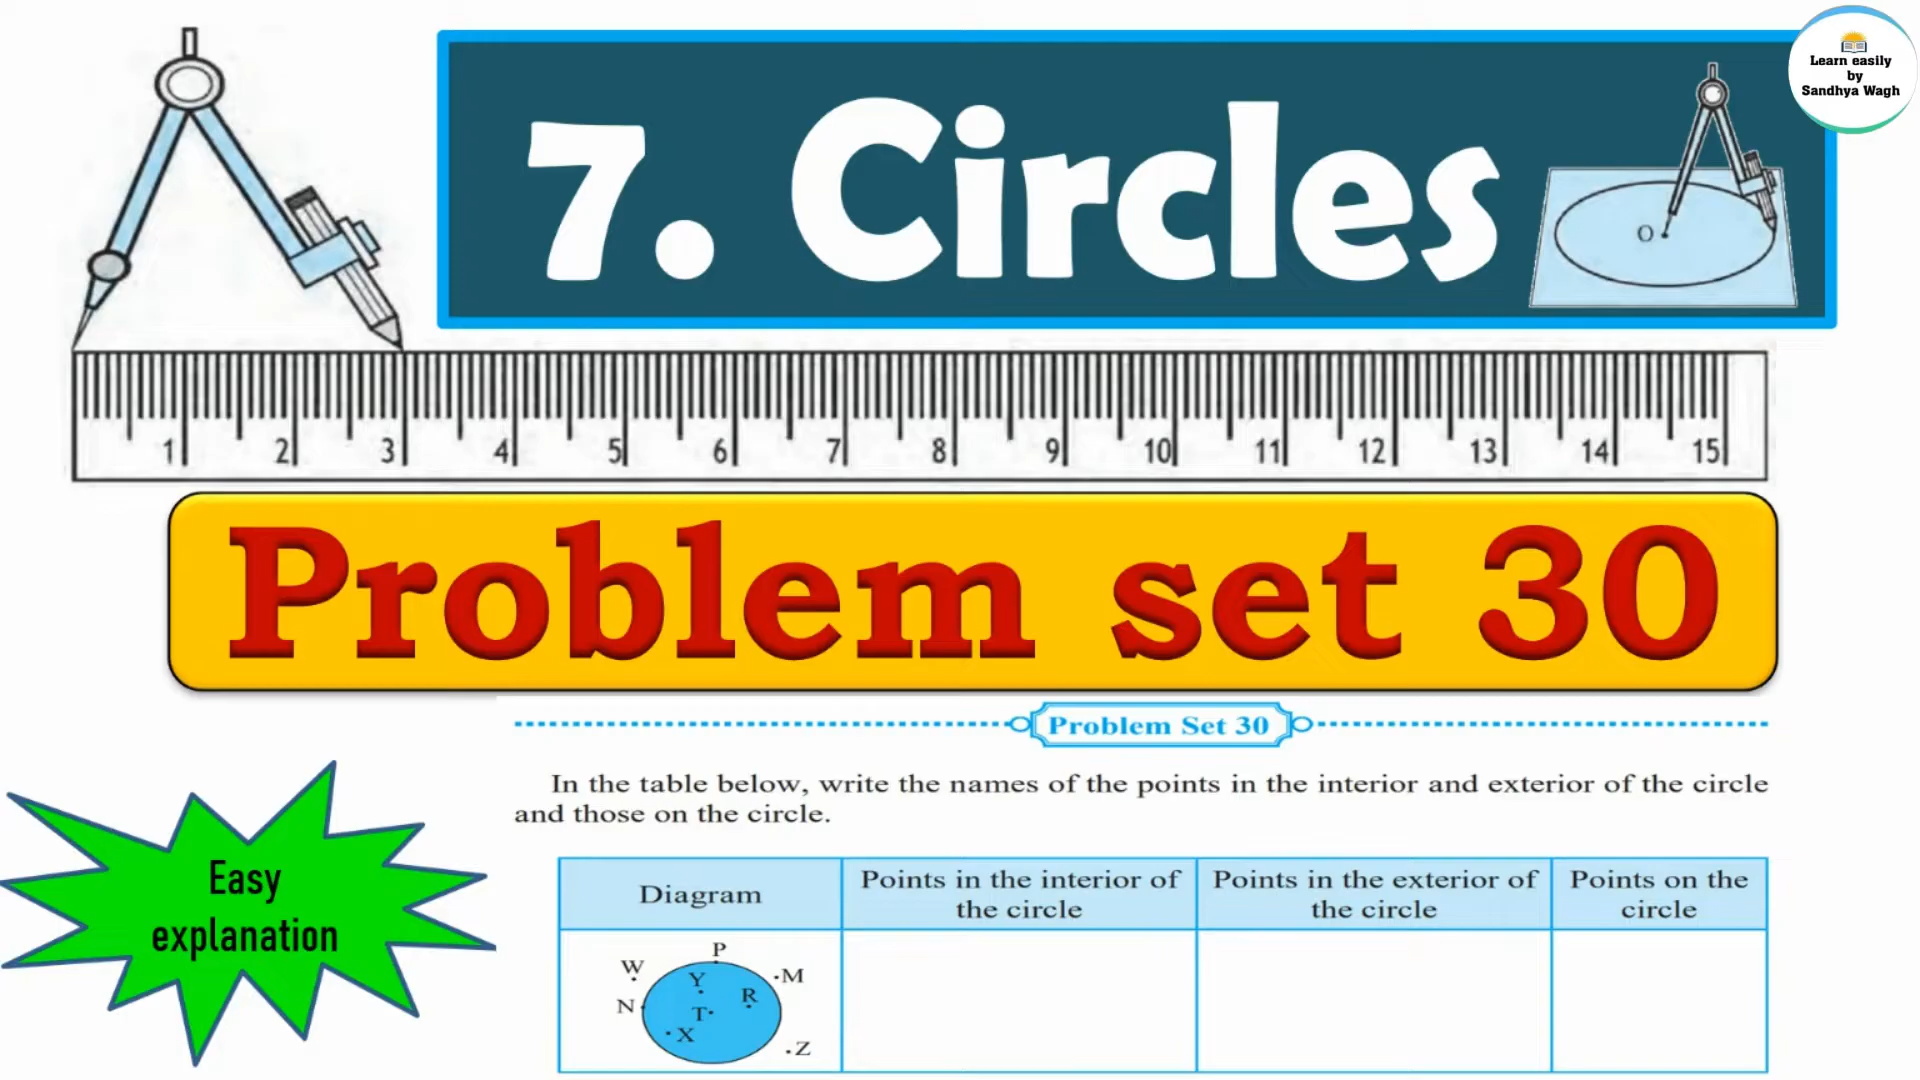 Learn easily
by
Sandhya Wagh
7. Circles
O
1 2 3 4 5 6 7 8 9 10 11 12 13 14 15
Problem set 30
Problem Set 30
In the table below, write the names of the points in the interior and exterior of the circle
and those on the circle.
Easy
explanation
Diagram
Points in the interior of
the circle
Points in the exterior of
the circle
Points on the
circle
P
W
Y
M
R
N
T
X
Z